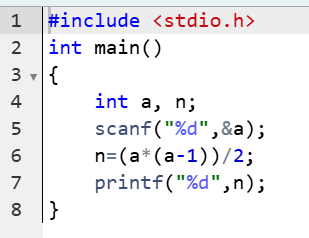 1 #include <stdio.h>
2 int main()
3 {
4     int a, n;
5     scanf("%d",&a);
6     n=(a*(a-1))/2;
7     printf("%d",n);
8 }